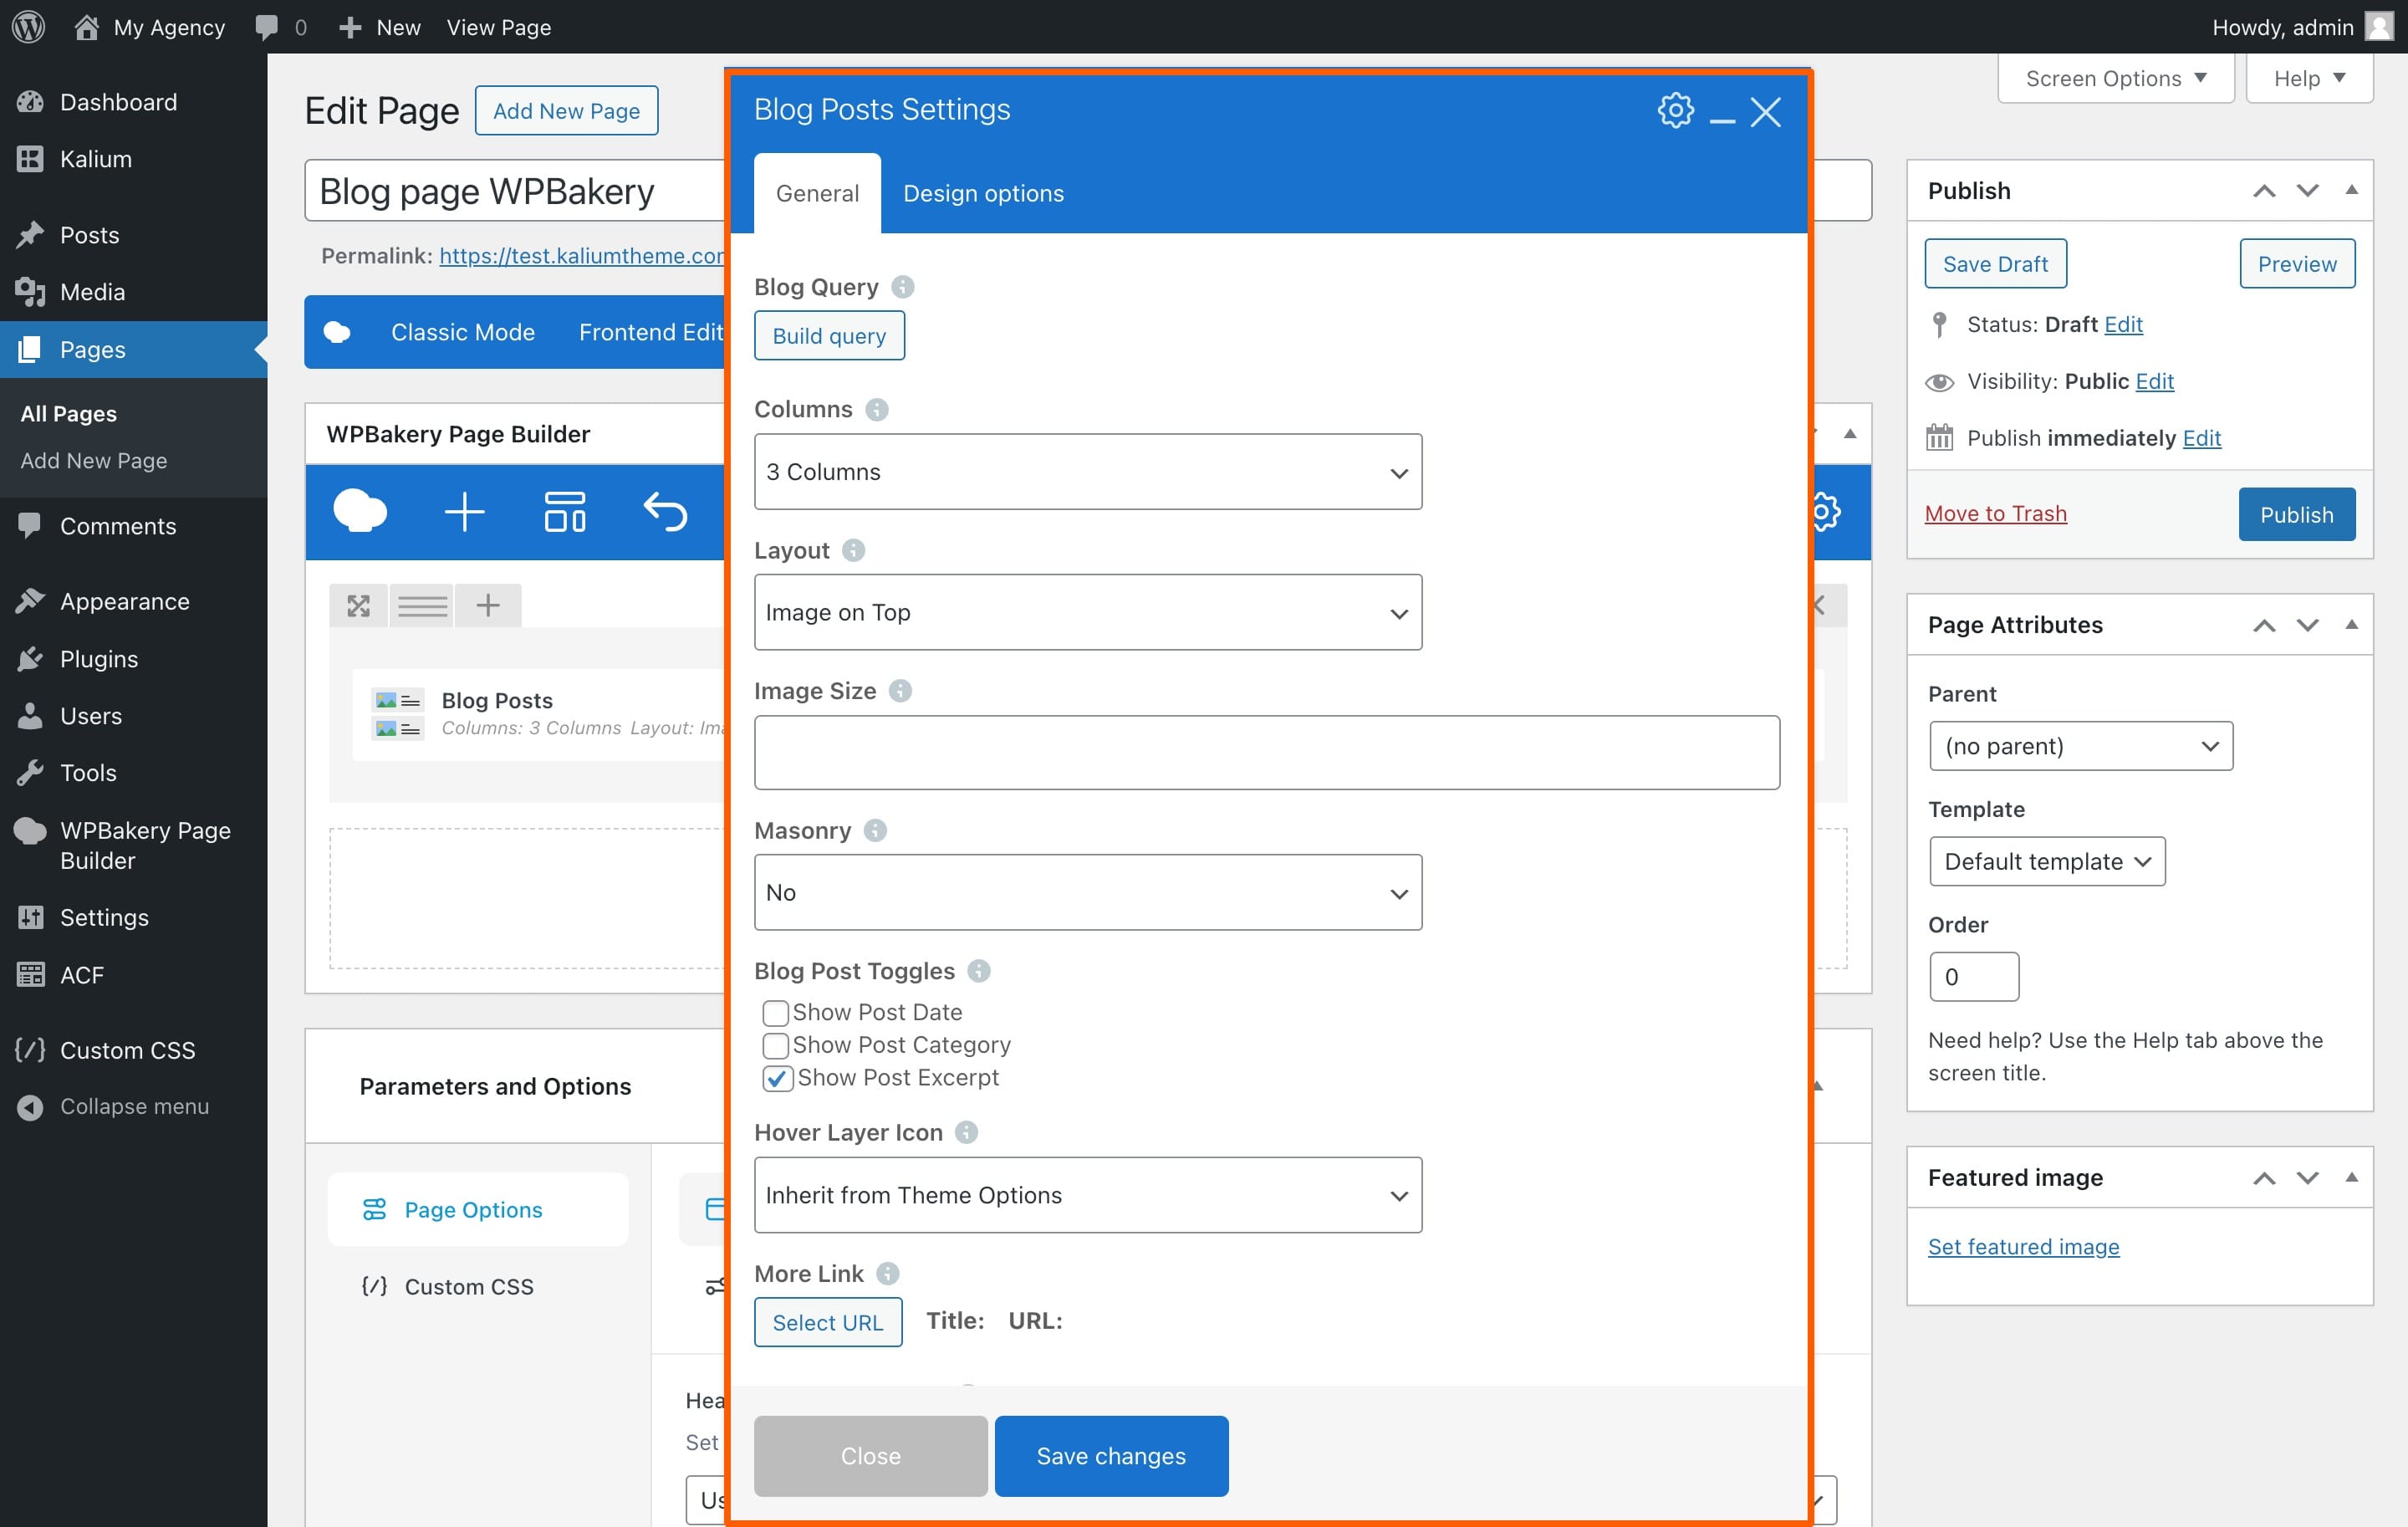 My Agency
0
New
View Page
Howdy, admin
Dashboard
Kalium
Posts
Media
Pages
All Pages
Add New Page
Comments
Appearance
Plugins
Users
Tools
WPBakery Page
Builder
Settings
ACF
Custom CSS
Collapse menu
Screen Options
Help
Edit Page
Add New Page
Blog page WPBakery
Permalink: https://test.kaliumtheme.com
Classic Mode
Frontend Edit
WPBakery Page Builder
Blog Posts
Columns: 3 Columns Layout: Ima
Parameters and Options
Page Options
Custom CSS
Hea
Set
Us
Blog Posts Settings
General
Design options
Blog Query
Build query
Columns
3 Columns
Layout
Image on Top
Image Size
Masonry
No
Blog Post Toggles
Show Post Date
Show Post Category
Show Post Excerpt
Hover Layer Icon
Inherit from Theme Options
More Link
Select URL
Title: URL:
Close
Save changes
Publish
Save Draft
Preview
Status: Draft Edit
Visibility: Public Edit
Publish immediately Edit
Move to Trash
Publish
Page Attributes
Parent
(no parent)
Template
Default template
Order
0
Need help? Use the Help tab above the
screen title.
Featured image
Set featured image